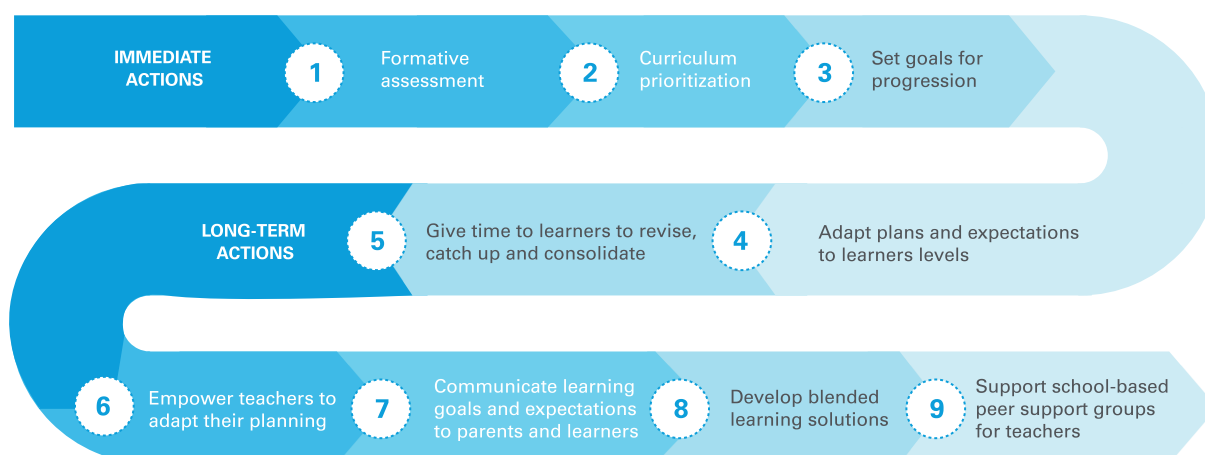 IMMEDIATE
ACTIONS
1
Formative
assessment
2
Curriculum
prioritization
3
Set goals for
progression
4
Adapt plans and expectations
to learners levels
5
Give time to learners to revise,
catch up and consolidate
LONG-TERM
ACTIONS
6
Empower teachers to
adapt their planning
7
Communicate learning
goals and expectations
to parents and learners
8
Develop blended
learning solutions
9
Support school-based
peer support groups
for teachers